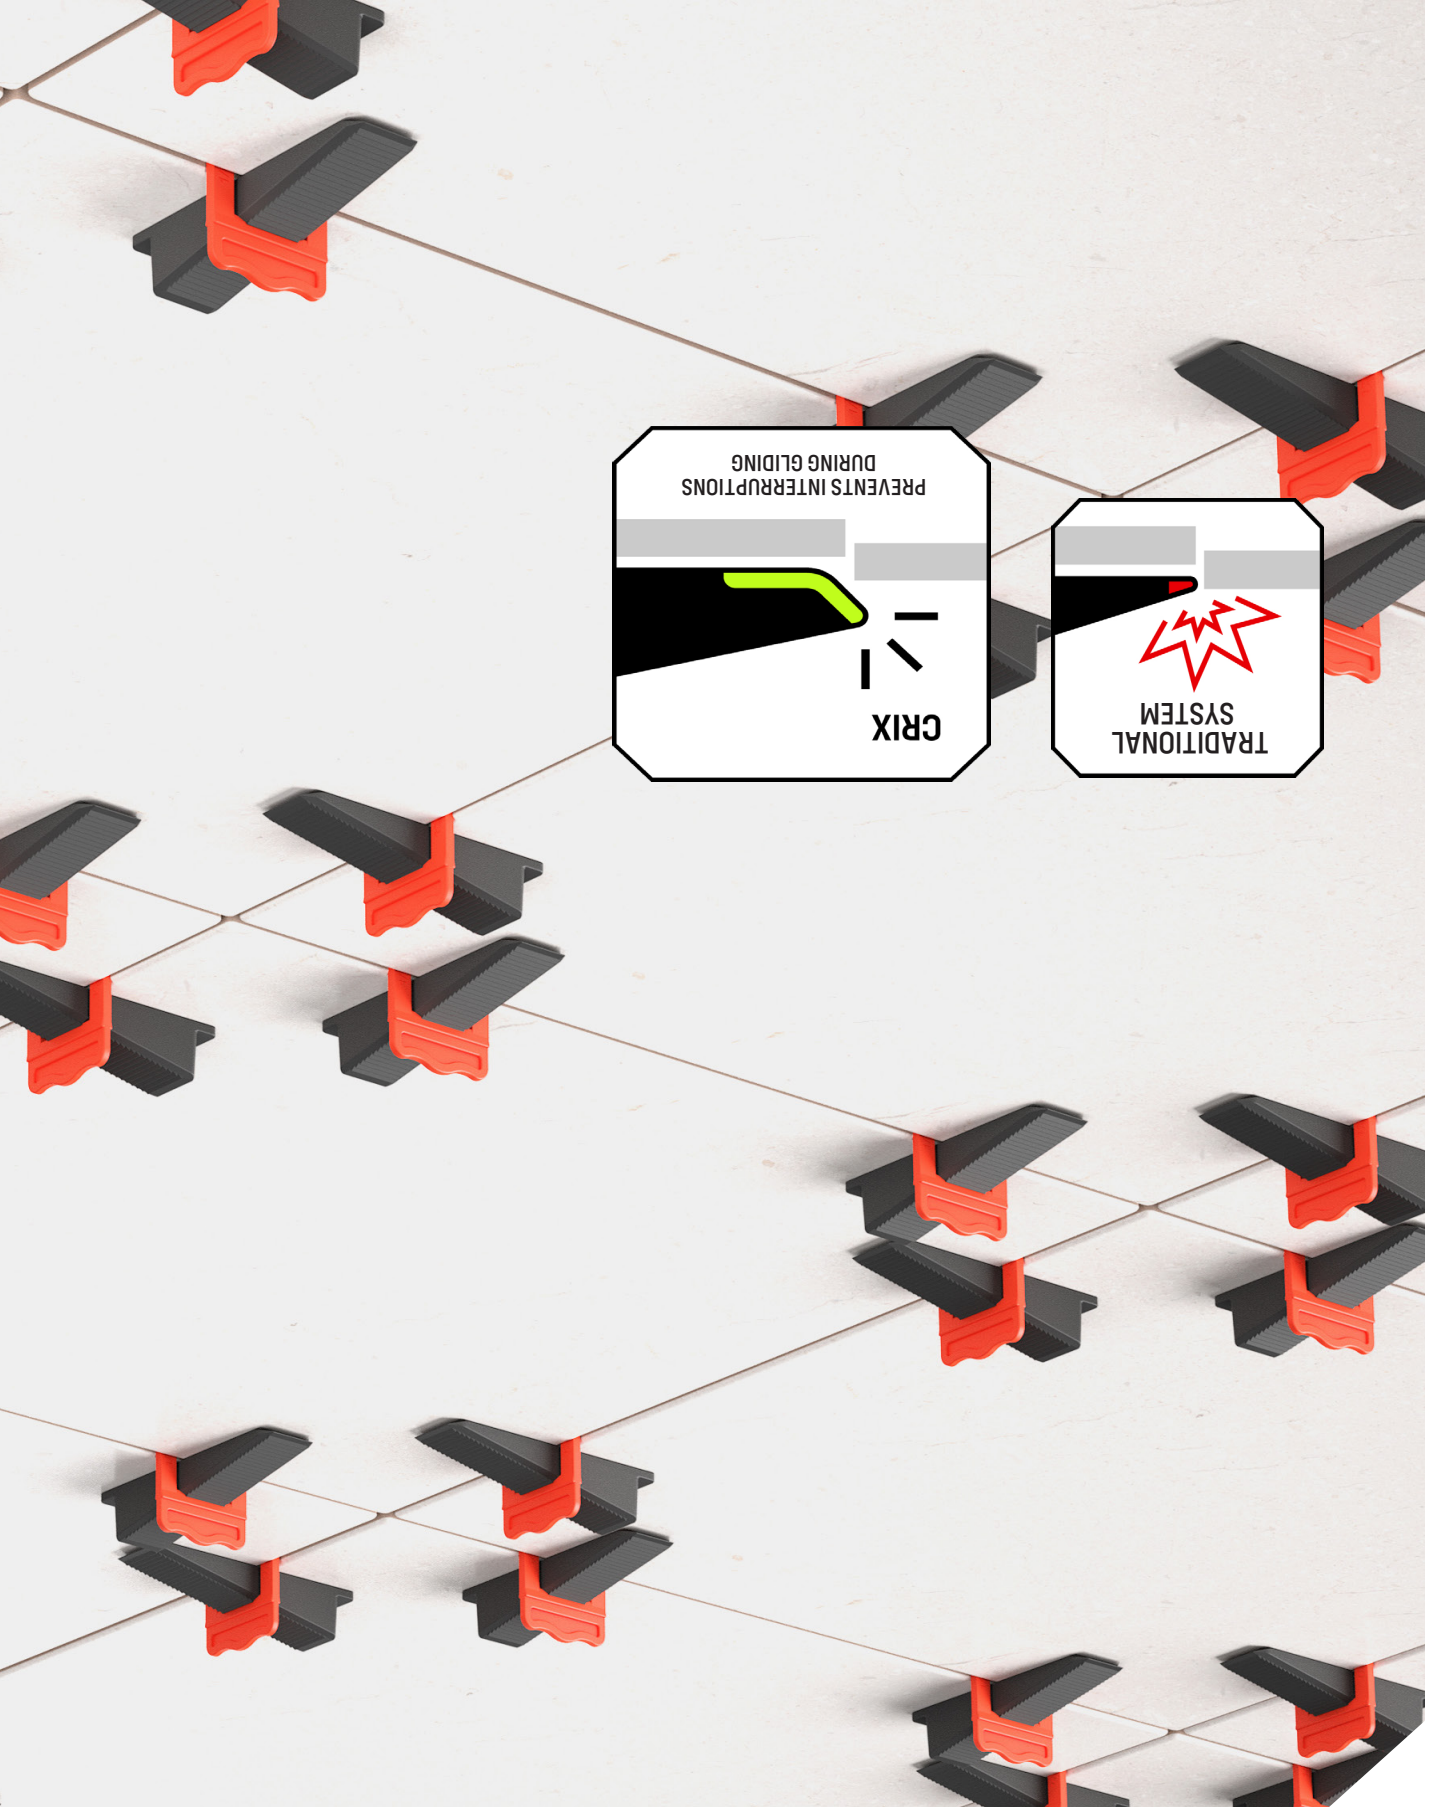 TRADITIONAL
SYSTEM
CRIX
PREVENTS INTERRUPTIONS
DURING GLIDING